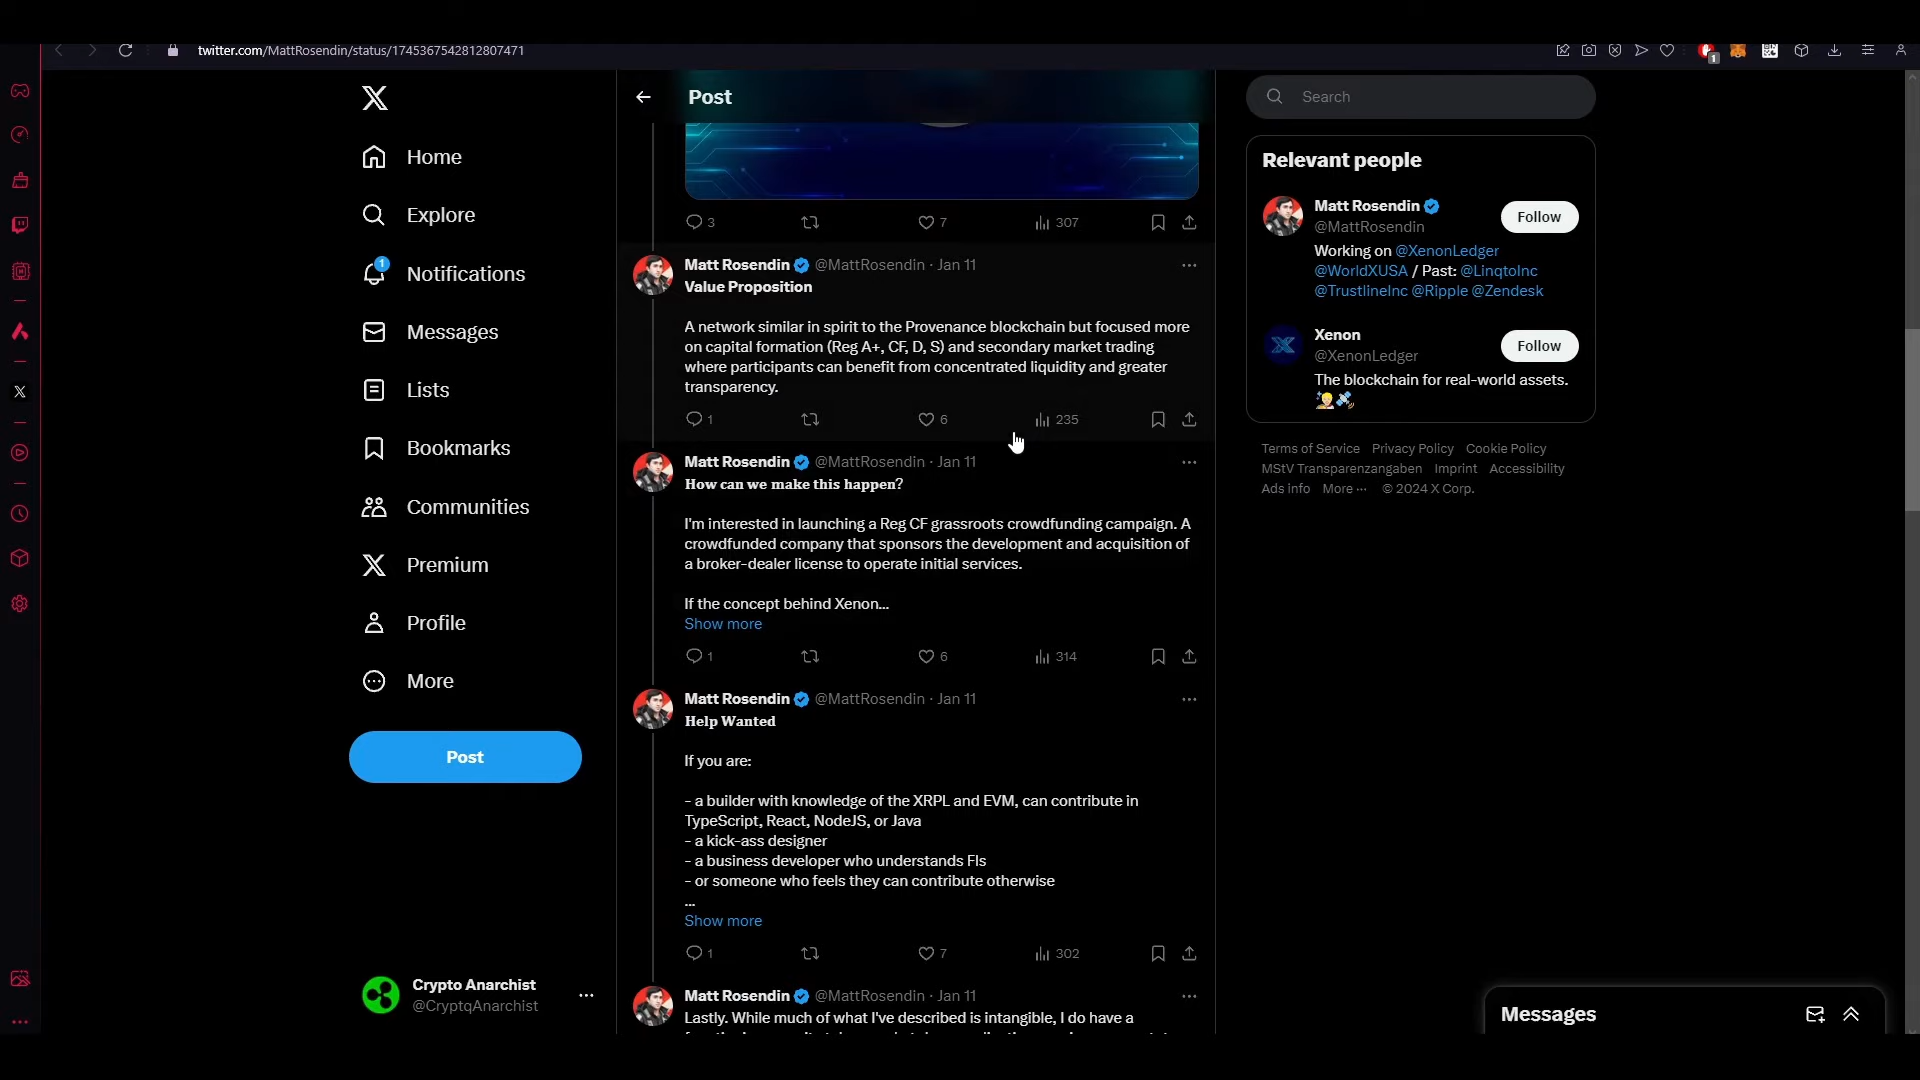 twitter.com/MattRosendin/status/1745367542812807471
1
Home
Explore
1
Notifications
Messages
Lists
Bookmarks
Communities
Premium
Profile
More
Post
Crypto Anarchist
@CryptqAnarchist
Post
3
7
307
Matt Rosendin @MattRosendin · Jan 11
Value Proposition
A network similar in spirit to the Provenance blockchain but focused more
on capital formation (Reg A+, CF, D, S) and secondary market trading
where participants can benefit from concentrated liquidity and greater
transparency.
1
6
235
Matt Rosendin @MattRosendin · Jan 11
How can we make this happen?
I'm interested in launching a Reg CF grassroots crowdfunding campaign. A
crowdfunded company that sponsors the development and acquisition of
a broker-dealer license to operate initial services.
If the concept behind Xenon...
Show more
1
6
314
Matt Rosendin @MattRosendin · Jan 11
Help Wanted
If you are:
- a builder with knowledge of the XRPL and EVM, can contribute in
TypeScript, React, NodeJS, or Java
- a kick-ass designer
- a business developer who understands FIs
- or someone who feels they can contribute otherwise
...
Show more
1
7
302
Matt Rosendin @MattRosendin · Jan 11
Lastly. While much of what I've described is intangible, I do have a
Search
Relevant people
Matt Rosendin
@MattRosendin
Follow
Working on @XenonLedger
@WorldXUSA / Past: @LinqtoInc
@TrustlineInc @Ripple @Zendesk
Xenon
@XenonLedger
Follow
The blockchain for real-world assets.
Terms of Service Privacy Policy Cookie Policy
MStV Transparenzangaben Imprint Accessibility
Ads info More ··· © 2024 X Corp.
Messages